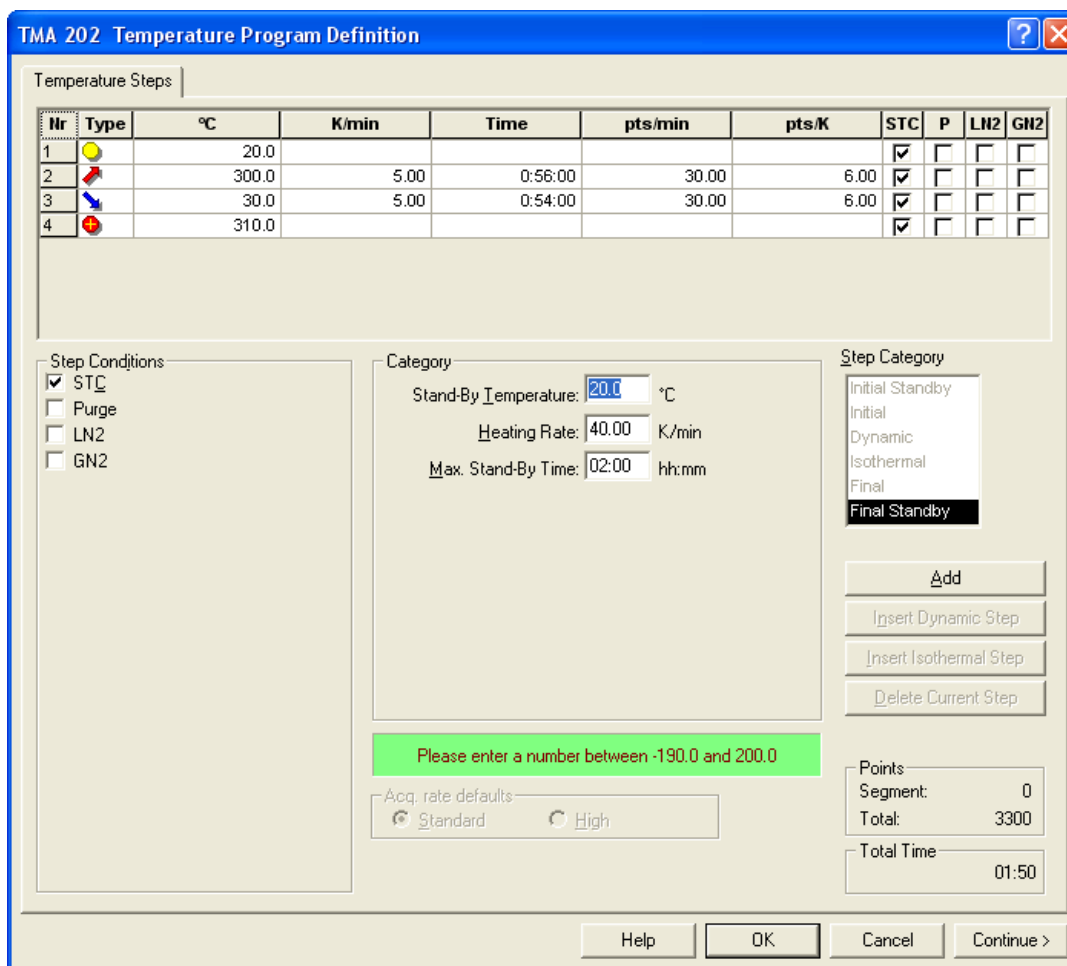 TMA 202 Temperature Program Definition
Temperature Steps
Nr Type °C K/min Time pts/min pts/K STC P LN2 GN2
1 20.0
2 300.0 5.00 0:56:00 30.00 6.00
3 30.0 5.00 0:54:00 30.00 6.00
4 310.0
Step Conditions
STC
Purge
LN2
GN2
Category
Stand-By Temperature: 20.0 °C
Heating Rate: 40.00 K/min
Max. Stand-By Time: 02:00 hh:mm
Step Category
Initial Standby
Initial
Dynamic
Isothermal
Final
Final Standby
Add
Insert Dynamic Step
Insert Isothermal Step
Delete Current Step
Please enter a number between -190.0 and 200.0
Acq. rate defaults
Standard High
Points
Segment: 0
Total: 3300
Total Time
01:50
Help OK Cancel Continue >